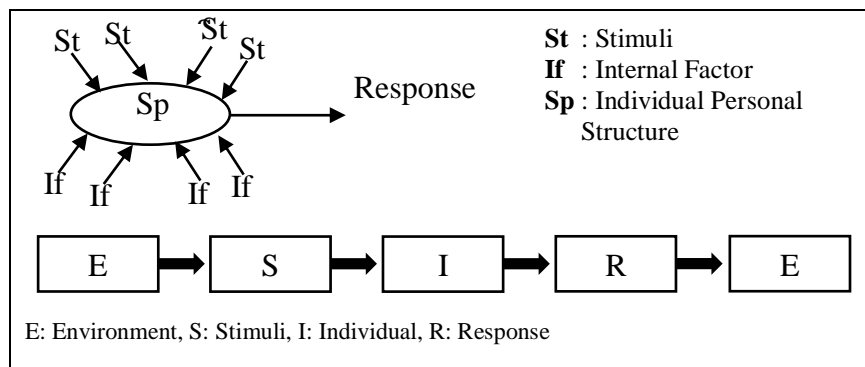 St St St St
Sp
Response
If If If If
St : Stimuli
If : Internal Factor
Sp : Individual Personal
Structure
E S I R E
E: Environment, S: Stimuli, I: Individual, R: Response